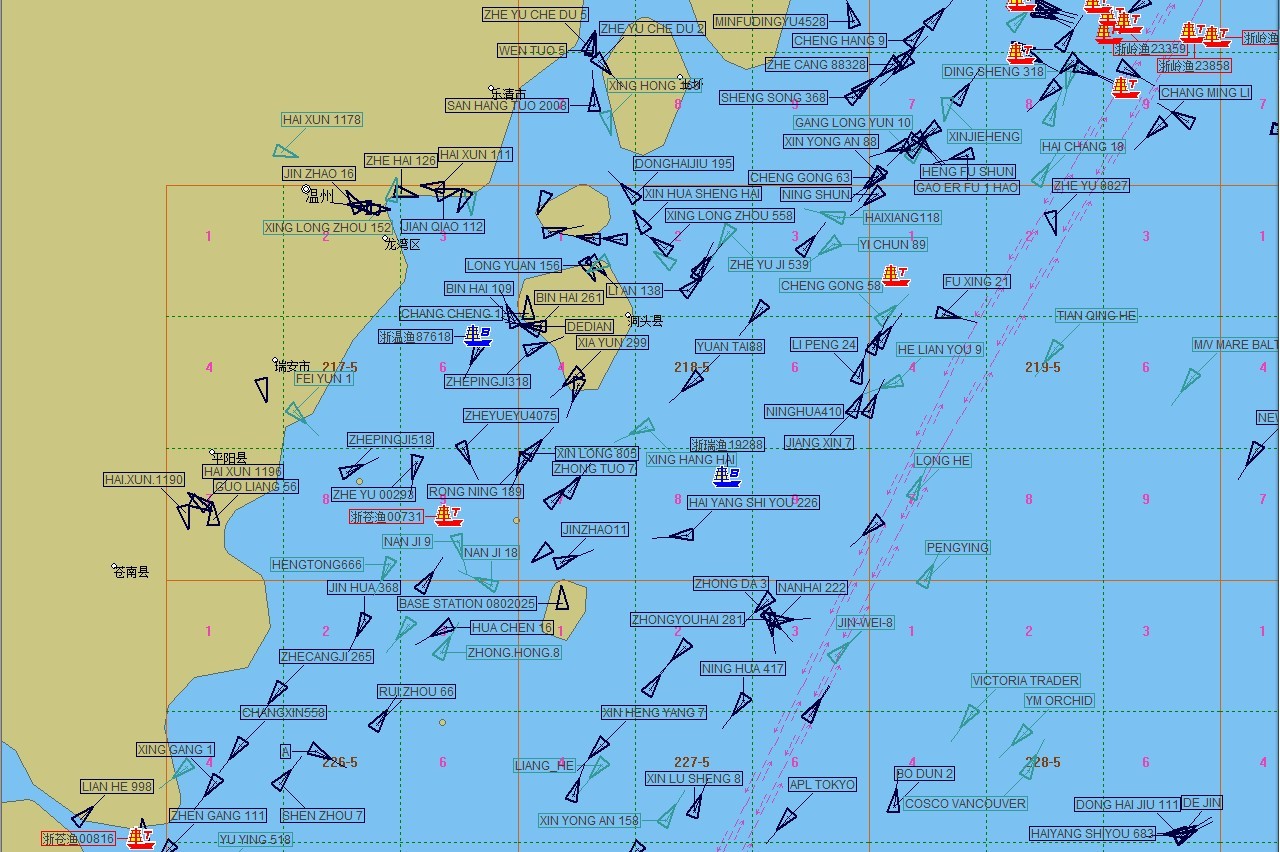 ZHE YU CHE DU 5
ZHE YU CHE DU 2
MINFUDINGYU4528
CHENG HANG 9
WEN TUO 5
浙岭渔23359
浙岭渔
ZHE CANG 88328
浙岭渔23858
DING SHENG 318
XING HONG
乐清市
SHENG SONG 368
CHANG MING LI
SAN HANG TUO 2008
8
9
7
8
9
7
HAI XUN 1178
GANG LONG YUN 10
XINJIEHENG
XIN YONG AN 88
HAI CHANG 18
ZHE HAI 126
HAI XUN 111
DONGHAIJIU 195
JIN ZHAO 16
CHENG GONG 63
HENG FU SHUN
GAO ER FU 1 HAO
ZHE YU 8827
温州
XIN HUA SHENG HAI
NING SHUN
XING LONG ZHOU 558
HAIXIANG118
XING LONG ZHOU 152
JIAN QIAO 112
1
2
3
1
2
1
2
3
1
龙湾区
YI CHUN 89
LONG YUAN 156
ZHE YU JI 539
BIN HAI 109
LI AN 138
CHENG GONG 58
FU XING 21
BIN HAI 261
CHANG CHENG 1
DEDIAN
洞头县
TIAN QING HE
浙温渔87618
XIA YUN 299
YUAN TAI88
LI PENG 24
HE LIAN YOU 9
M/V MARE BALT
瑞安市
4
217-5
6
4
218-5
6
4
219-5
6
4
FEI YUN 1
ZHEPINGJI318
ZHEYUEYU4075
NINGHUA410
NEW
ZHEPINGJI518
浙瑞渔19288
JIANG XIN 7
平阳县
XIN LONG 805
XING HANG HAI
LONG HE
HAI XUN 1196
ZHONG TUO 7
HAI.XUN.1190
GUO LIANG 56
ZHE YU 00293
RONG NING 189
8
8
9
7
8
9
7
HAI YANG SHI YOU 226
浙苍渔00731
JINZHAO11
NAN JI 9
NAN JI 18
PENGYING
HENGTONG666
苍南县
JIN HUA 368
ZHONG DA 3
NANHAI 222
BASE STATION 0802025
ZHONGYOUHAI 281
JIN-WEI-8
1
2
HUA CHEN 16
1
2
3
1
2
3
1
ZHECANGJI 265
ZHONG.HONG.8
NING HUA 417
VICTORIA TRADER
RUI ZHOU 66
YM ORCHID
CHANGXIN558
XIN HENG YANG 7
XING GANG 1
A
4
226-5
6
4
227-5
6
4
228-5
6
4
LIANG_HE
BO DUN 2
LIAN HE 998
XIN LU SHENG 8
APL TOKYO
COSCO VANCOUVER
DONG HAI JIU 111
DE JIN
ZHEN GANG 111
SHEN ZHOU 7
XIN YONG AN 158
HAIYANG SHI YOU 683
浙苍渔00816
YU YING 518